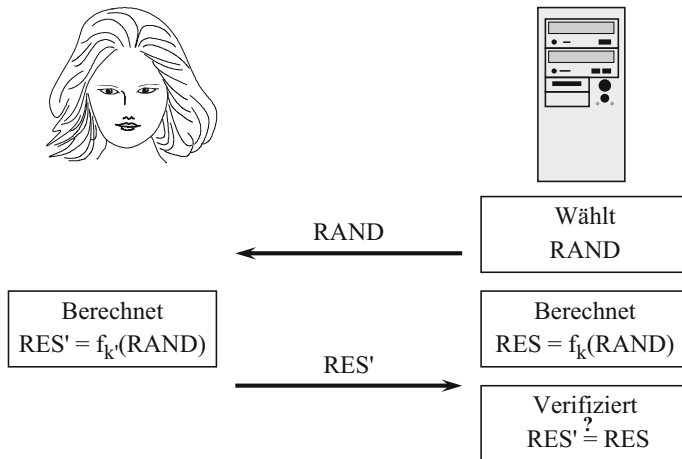 Wählt
RAND
RAND
Berechnet
RES' = f_k'(RAND)
Berechnet
RES = f_k(RAND)
RES'
Verifiziert
RES' ≟ RES